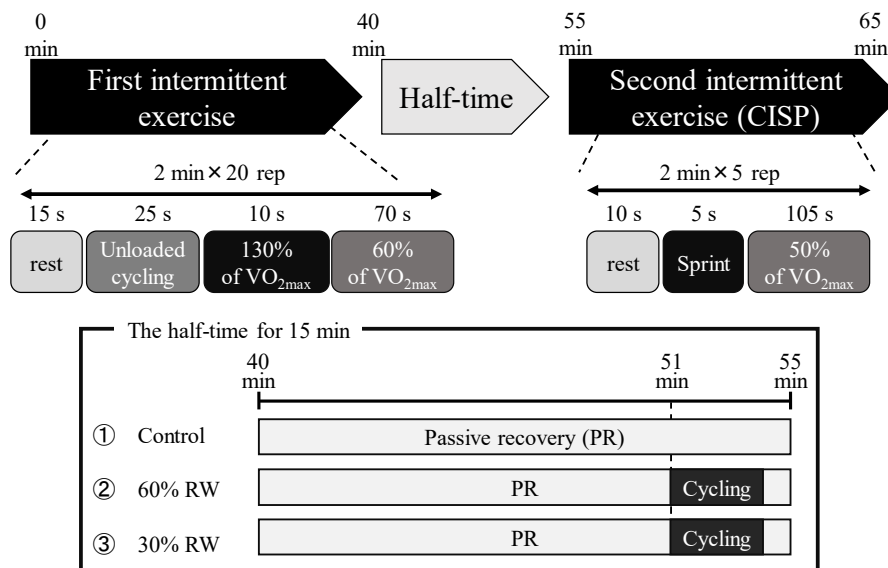 0
min
40
min
55
min
65
min
First intermittent
exercise
Half-time
Second intermittent
exercise (CISP)
2 min × 20 rep
2 min × 5 rep
15 s
25 s
10 s
70 s
10 s
5 s
105 s
rest
Unloaded
cycling
130%
of VO2max
60%
of VO2max
rest
Sprint
50%
of VO2max
The half-time for 15 min
40
min
51
min
55
min
① Control
Passive recovery (PR)
② 60% RW
PR
Cycling
③ 30% RW
PR
Cycling